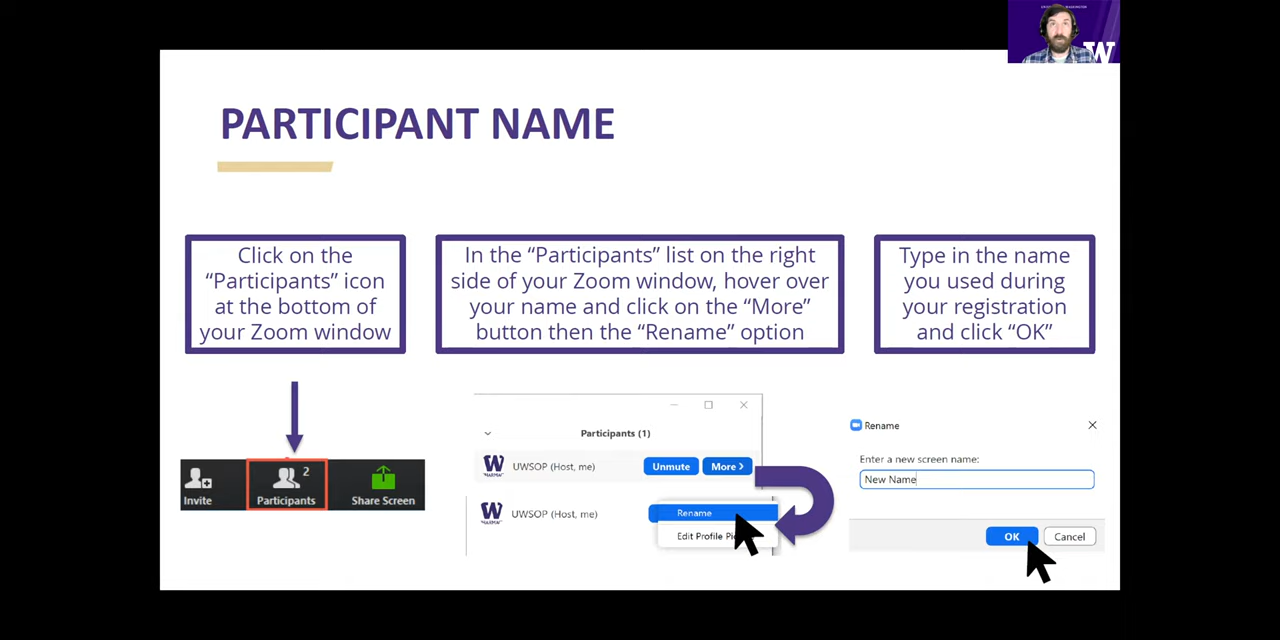 W
PARTICIPANT NAME
Click on the
“Participants” icon
at the bottom of
your Zoom window
In the “Participants” list on the right
side of your Zoom window, hover over
your name and click on the “More”
button then the “Rename” option
Type in the name
you used during
your registration
and click “OK”
2
Invite
Participants
Share Screen
Participants (1)
W
UWSOP (Host, me)
Unmute
More
W
UWSOP (Host, me)
Rename
Edit Profile
Rename
Enter a new screen name:
New Name
OK
Cancel